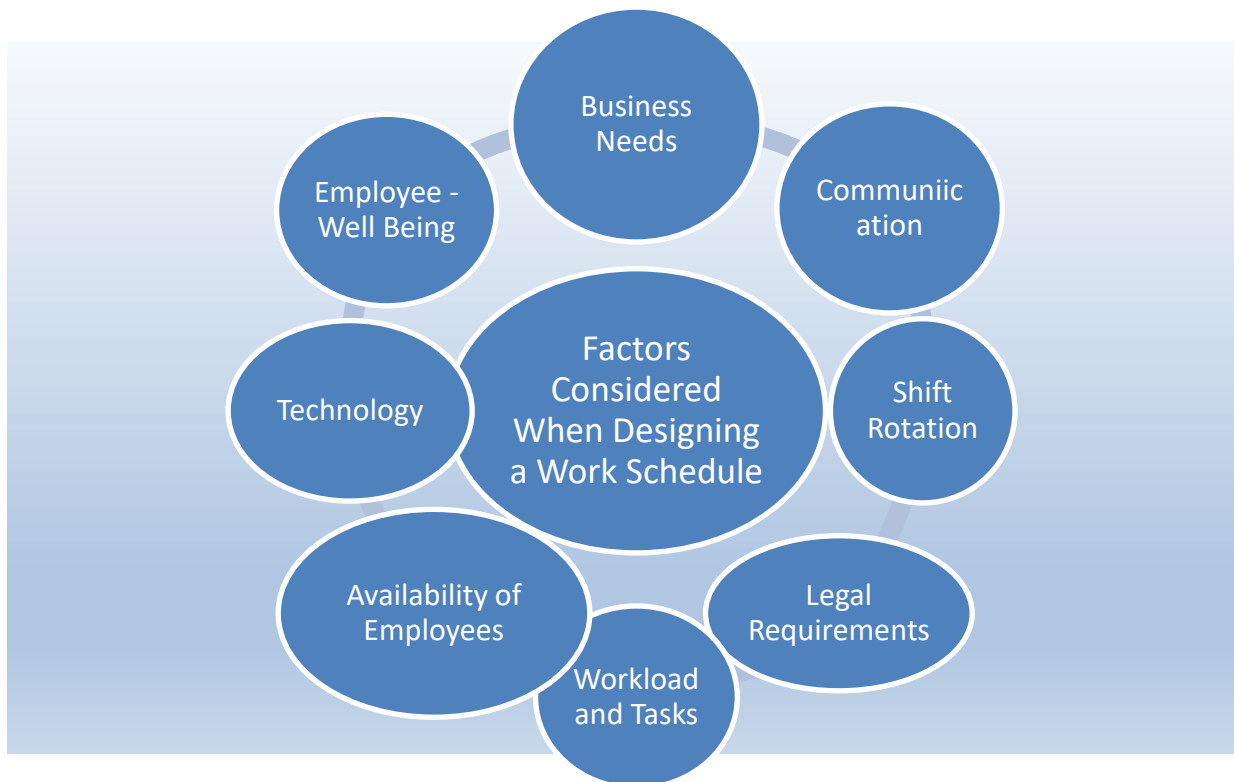 Business
Needs
Communiic
ation
Shift
Rotation
Legal
Requirements
Workload
and Tasks
Availability of
Employees
Technology
Employee -
Well Being
Factors
Considered
When Designing
a Work Schedule